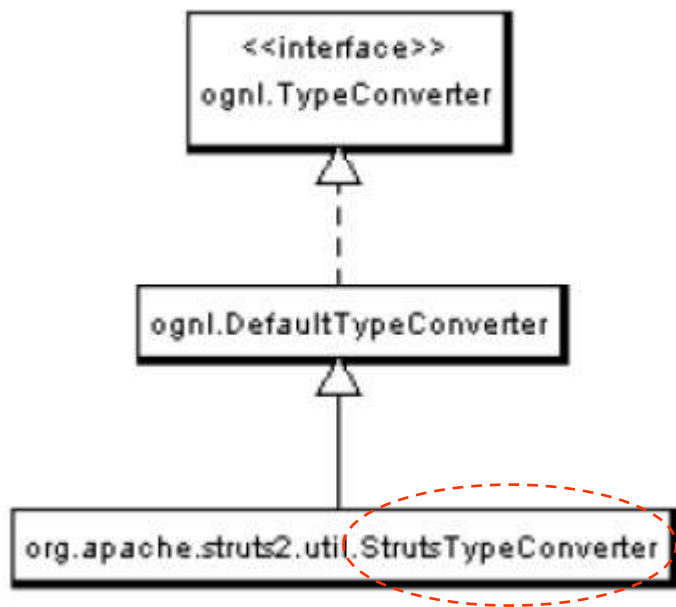 <<interface>>
ognl.TypeConverter
ognl.DefaultTypeConverter
org.apache.struts2.util.StrutsTypeConverter